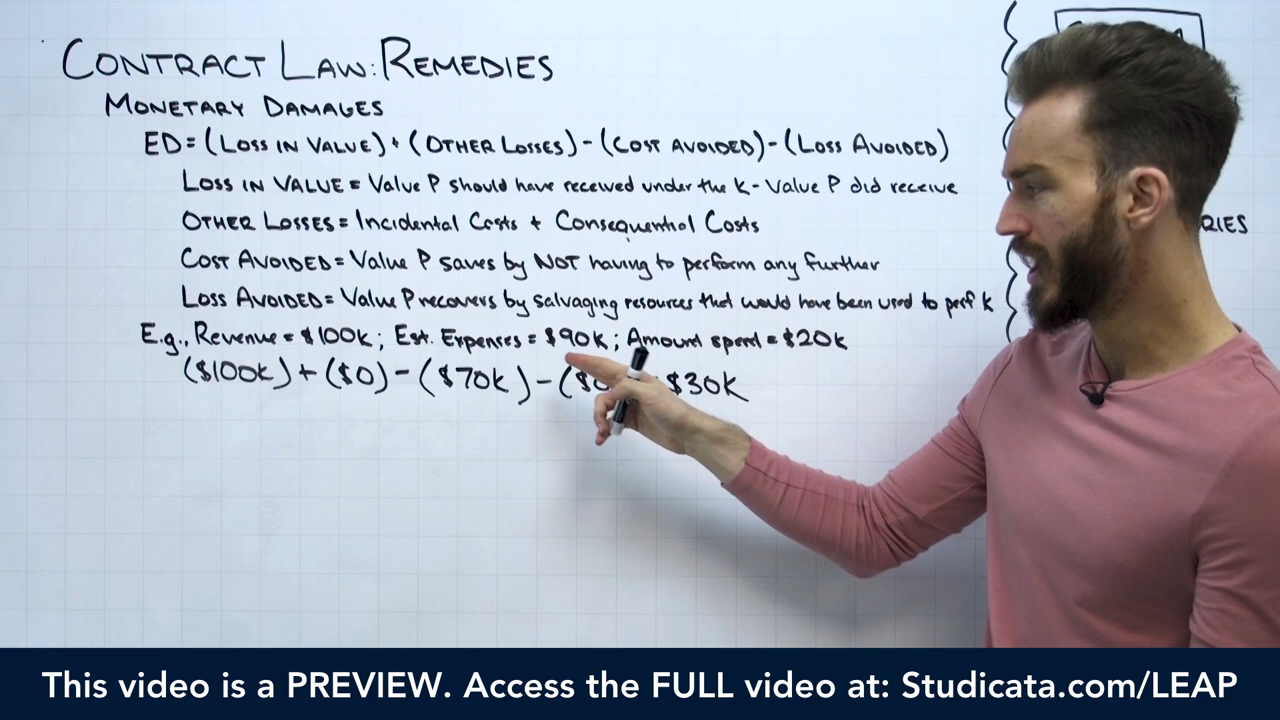 CONTRACT LAW: REMEDIES
MONETARY DAMAGES
ED = (LOSS IN VALUE) + (OTHER LOSSES) - (COST AVOIDED) - (LOSS AVOIDED)
LOSS IN VALUE = Value P should have received under the k - Value P did receive
OTHER LOSSES = Incidental Costs + Consequential Costs
COST AVOIDED = Value P saves by NOT having to perform any further
LOSS AVOIDED = Value P recovers by salvaging resources that would have been used to perf k
E.g., Revenue = $100k; Est. Expenses = $90k; Amount spend = $20k
($100k) + ($0) - ($70k) - ($0 $30k
RIES
This video is a PREVIEW. Access the FULL video at: Studicata.com/LEAP